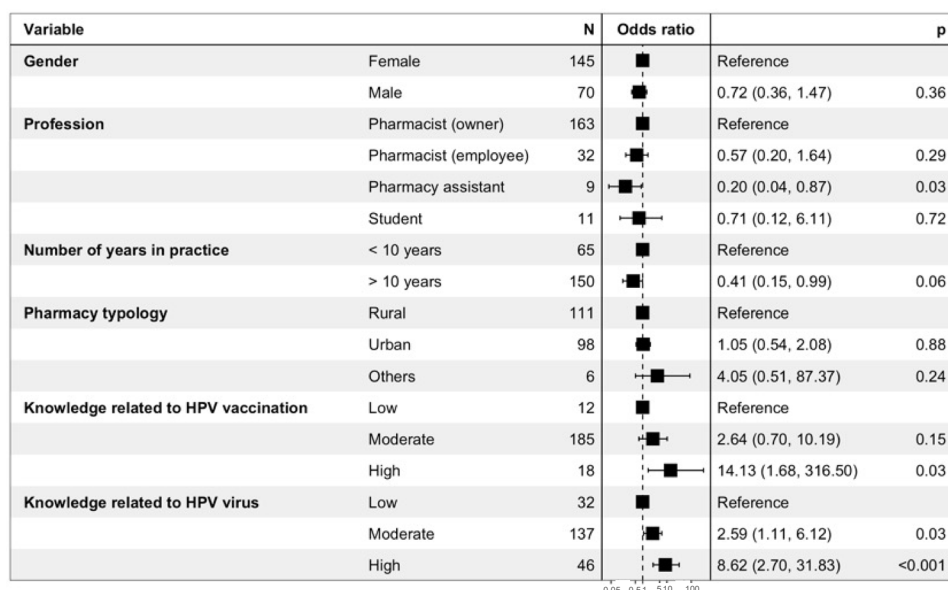 Variable N Odds ratio p
Gender Female 145 Reference
Male 70 0.72 (0.36, 1.47) 0.36
Profession Pharmacist (owner) 163 Reference
Pharmacist (employee) 32 0.57 (0.20, 1.64) 0.29
Pharmacy assistant 9 0.20 (0.04, 0.87) 0.03
Student 11 0.71 (0.12, 6.11) 0.72
Number of years in practice < 10 years 65 Reference
> 10 years 150 0.41 (0.15, 0.99) 0.06
Pharmacy typology Rural 111 Reference
Urban 98 1.05 (0.54, 2.08) 0.88
Others 6 4.05 (0.51, 87.37) 0.24
Knowledge related to HPV vaccination Low 12 Reference
Moderate 185 2.64 (0.70, 10.19) 0.15
High 18 14.13 (1.68, 316.50) 0.03
Knowledge related to HPV virus Low 32 Reference
Moderate 137 2.59 (1.11, 6.12) 0.03
High 46 8.62 (2.70, 31.83) <0.001